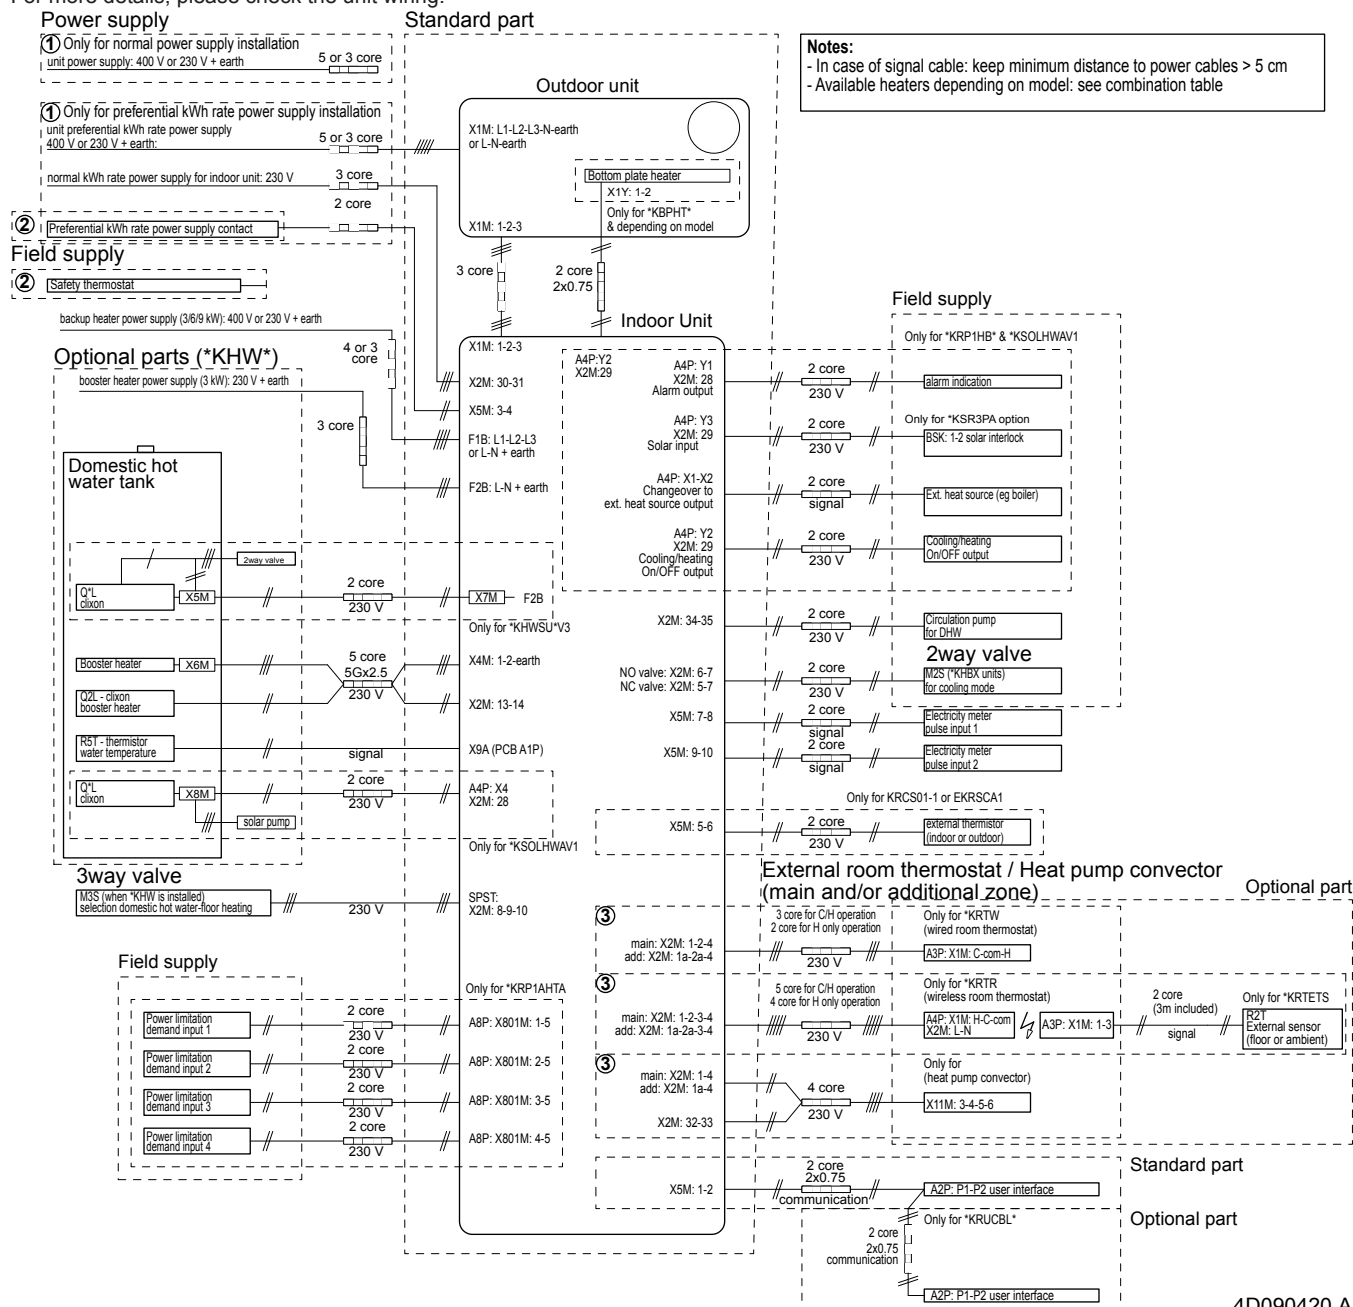 For more details, please check the unit wiring.
Power supply
Standard part
① Only for normal power supply installation
unit power supply: 400 V or 230 V + earth
5 or 3 core
Notes:
- In case of signal cable: keep minimum distance to power cables > 5 cm
- Available heaters depending on model: see combination table
Outdoor unit
① Only for preferential kWh rate power supply installation
unit preferential kWh rate power supply
400 V or 230 V + earth:
5 or 3 core
X1M: L1-L2-L3-N-earth
or L-N-earth
normal kWh rate power supply for indoor unit: 230 V
3 core
Bottom plate heater
X1Y: 1-2
2 core
Only for *KBPHT*
& depending on model
② Preferential kWh rate power supply contact
X1M: 1-2-3
Field supply
② Safety thermostat
3 core
2 core
2x0.75
backup heater power supply (3/6/9 kW): 400 V or 230 V + earth
Indoor Unit
Field supply
Optional parts (*KHW*)
booster heater power supply (3 kW): 230 V + earth
4 or 3
core
3 core
X1M: 1-2-3
X2M: 30-31
X5M: 3-4
F1B: L1-L2-L3
or L-N + earth
F2B: L-N + earth
A4P:Y2
X2M:29
Only for *KRP1HB* & *KSOLHWAV1
A4P: Y1
X2M: 28
Alarm output
2 core
230 V
alarm indication
Only for *KSR3PA option
A4P: Y3
X2M: 29
Solar input
2 core
230 V
BSK: 1-2 solar interlock
A4P: X1-X2
Changeover to
ext. heat source output
2 core
signal
Ext. heat source (eg boiler)
A4P: Y2
X2M: 29
Cooling/heating
On/OFF output
2 core
230 V
Cooling/heating
On/OFF output
Domestic hot
water tank
2way valve
Q*L
clixon
X5M
2 core
230 V
X7M
F2B
Only for *KHWSU*V3
X2M: 34-35
2 core
230 V
Circulation pump
for DHW
2way valve
Booster heater
X6M
5 core
5Gx2.5
230 V
X4M: 1-2-earth
NO valve: X2M: 6-7
NC valve: X2M: 5-7
2 core
230 V
M2S (*KHBX units)
for cooling mode
Q2L - clixon
booster heater
X2M: 13-14
X5M: 7-8
2 core
signal
Electricity meter
pulse input 1
R5T - thermistor
water temperature
signal
X9A (PCB A1P)
X5M: 9-10
2 core
signal
Electricity meter
pulse input 2
Q*L
clixon
X8M
2 core
230 V
A4P: X4
X2M: 28
solar pump
Only for *KSOLHWAV1
Only for KRCS01-1 or EKRSCA1
X5M: 5-6
2 core
230 V
external thermistor
(indoor or outdoor)
3way valve
M3S (when *KHW is installed)
selection domestic hot water-floor heating
230 V
SPST:
X2M: 8-9-10
External room thermostat / Heat pump convector
(main and/or additional zone)
Optional part
③
main: X2M: 1-2-4
add: X2M: 1a-2a-4
3 core for C/H operation
2 core for H only operation
230 V
Only for *KRTW
(wired room thermostat)
A3P: X1M: C-com-H
③
main: X2M: 1-2-3-4
add: X2M: 1a-2a-3-4
5 core for C/H operation
4 core for H only operation
230 V
Only for *KRTR
(wireless room thermostat)
A4P: X1M: H-C-com
X2M: L-N
A3P: X1M: 1-3
2 core
(3m included)
signal
Only for *KRTETS
R2T
External sensor
(floor or ambient)
③
main: X2M: 1-4
add: X2M: 1a-4
X2M: 32-33
4 core
230 V
Only for
(heat pump convector)
X11M: 3-4-5-6
Field supply
Only for *KRP1AHTA
Power limitation
demand input 1
2 core
230 V
A8P: X801M: 1-5
Power limitation
demand input 2
2 core
230 V
A8P: X801M: 2-5
Power limitation
demand input 3
2 core
230 V
A8P: X801M: 3-5
Power limitation
demand input 4
2 core
230 V
A8P: X801M: 4-5
X5M: 1-2
2 core
2x0.75
communication
A2P: P1-P2 user interface
Standard part
Only for *KRUCBL*
Optional part
2 core
2x0.75
communication
A2P: P1-P2 user interface
4D090420 A